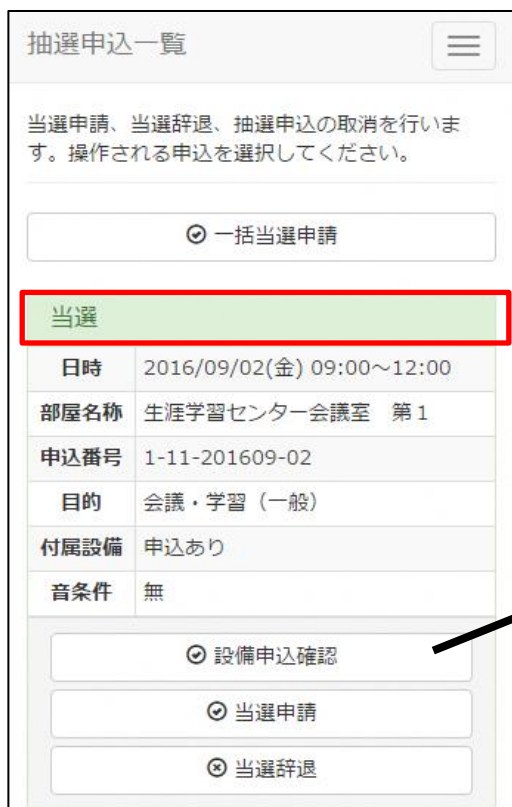 抽選申込一覧
当選申請、当選辞退、抽選申込の取消を行いま
す。操作される申込を選択してください。
一括当選申請
当選
日時 2016/09/02(金) 09:00～12:00
部屋名称 生涯学習センター会議室　第１
申込番号 1-11-201609-02
目的 会議・学習（一般）
付属設備 申込あり
音条件 無
設備申込確認
当選申請
当選辞退